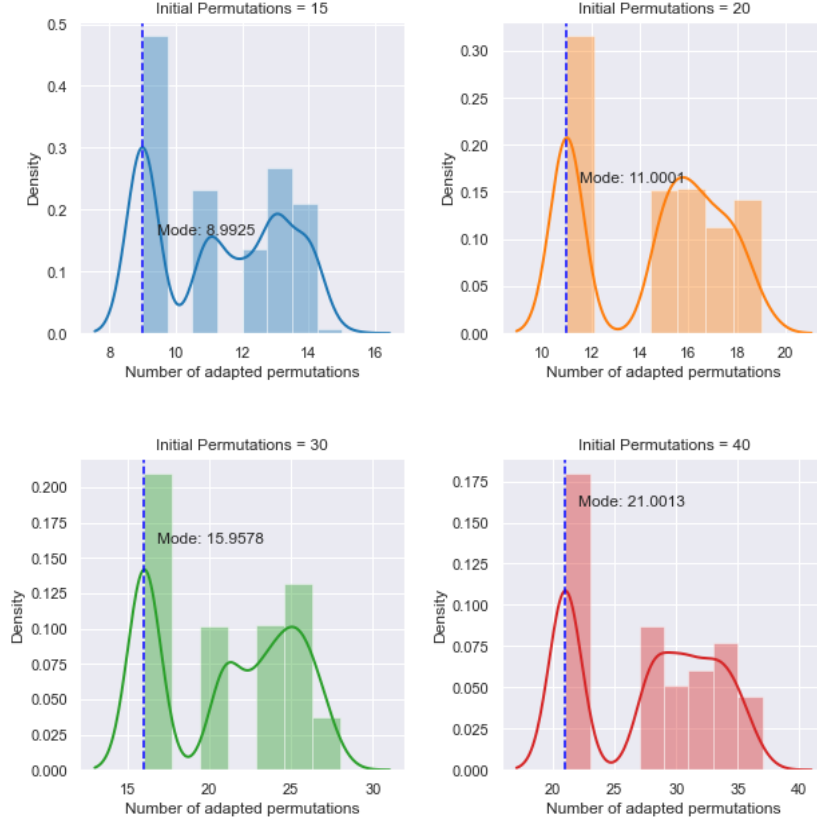 Initial Permutations = 15
0.5
0.4
0.3
0.2
0.1
0.0
Density
Mode: 8.9925
8 10 12 14 16
Number of adapted permutations
Initial Permutations = 20
0.30
0.25
0.20
0.15
0.10
0.05
0.00
Density
Mode: 11.0001
10 12 14 16 18 20
Number of adapted permutations
Initial Permutations = 30
0.200
0.175
0.150
0.125
0.100
0.075
0.050
0.025
0.000
Density
Mode: 15.9578
15 20 25 30
Number of adapted permutations
Initial Permutations = 40
0.175
0.150
0.125
0.100
0.075
0.050
0.025
0.000
Density
Mode: 21.0013
20 25 30 35 40
Number of adapted permutations